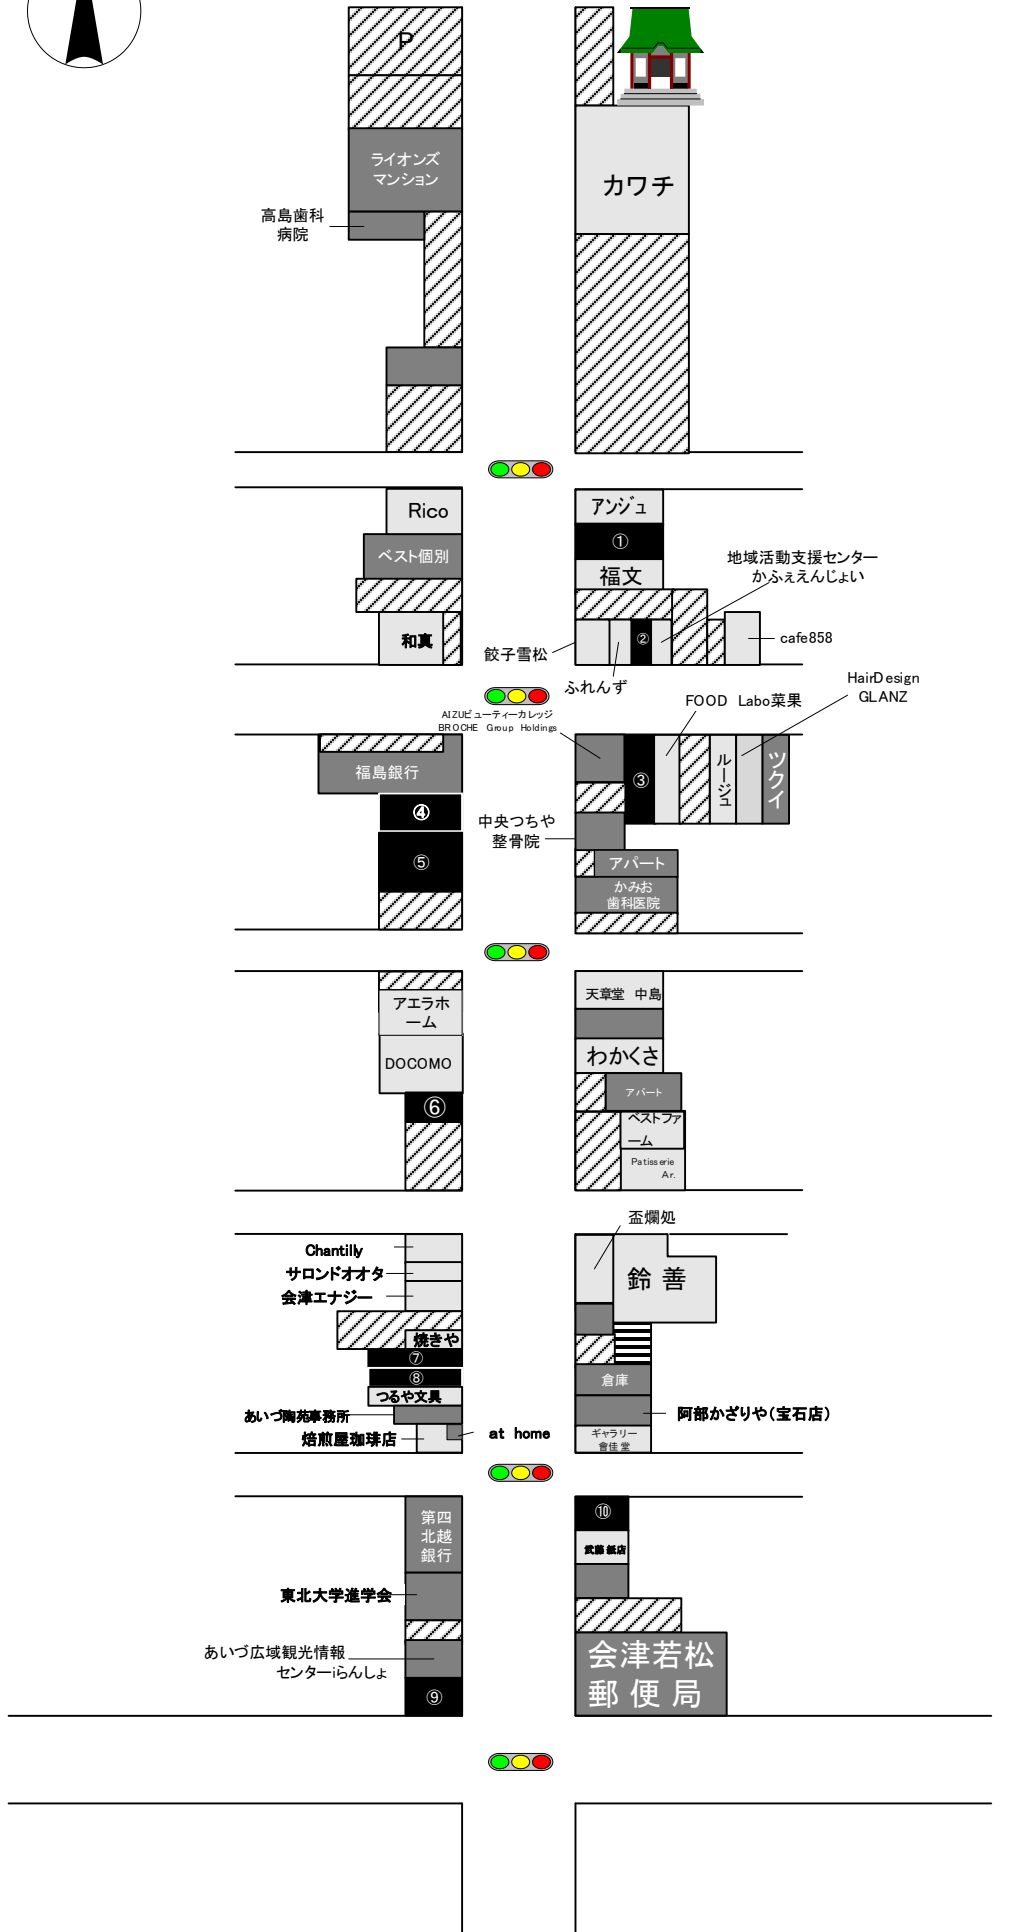 P
ライオンズ
マンション
カワチ
高島歯科
病院
Rico
アンジュ
①
ベスト個別
福文
地域活動支援センター
かふぇえんじょい
和真
②
cafe858
餃子雪松
ふれんず
HairDesign
GLANZ
FOOD Labo菜果
AIZUビューティーカレッジ
BROCHE Group Holdings
福島銀行
③
ルージュ
ツクイ
④
中央つちや
整骨院
⑤
アパート
かみお
歯科医院
天章堂 中島
アエラホ
ーム
わかくさ
DOCOMO
アパート
⑥
ベストファ
ーム
Patisserie
Ar.
盃爛処
Chantilly
サロンドオオタ
会津エナジー
鈴善
焼きや
⑦
⑧
倉庫
つるや文具
あいづ陶苑事務所
阿部かざりや(宝石店)
焙煎屋珈琲店
at home
ギャラリー
會佳堂
第四
北越
銀行
⑩
武藤紙店
東北大学進学会
あいづ広域観光情報
センターiらんしょ
会津若松
郵便局
⑨